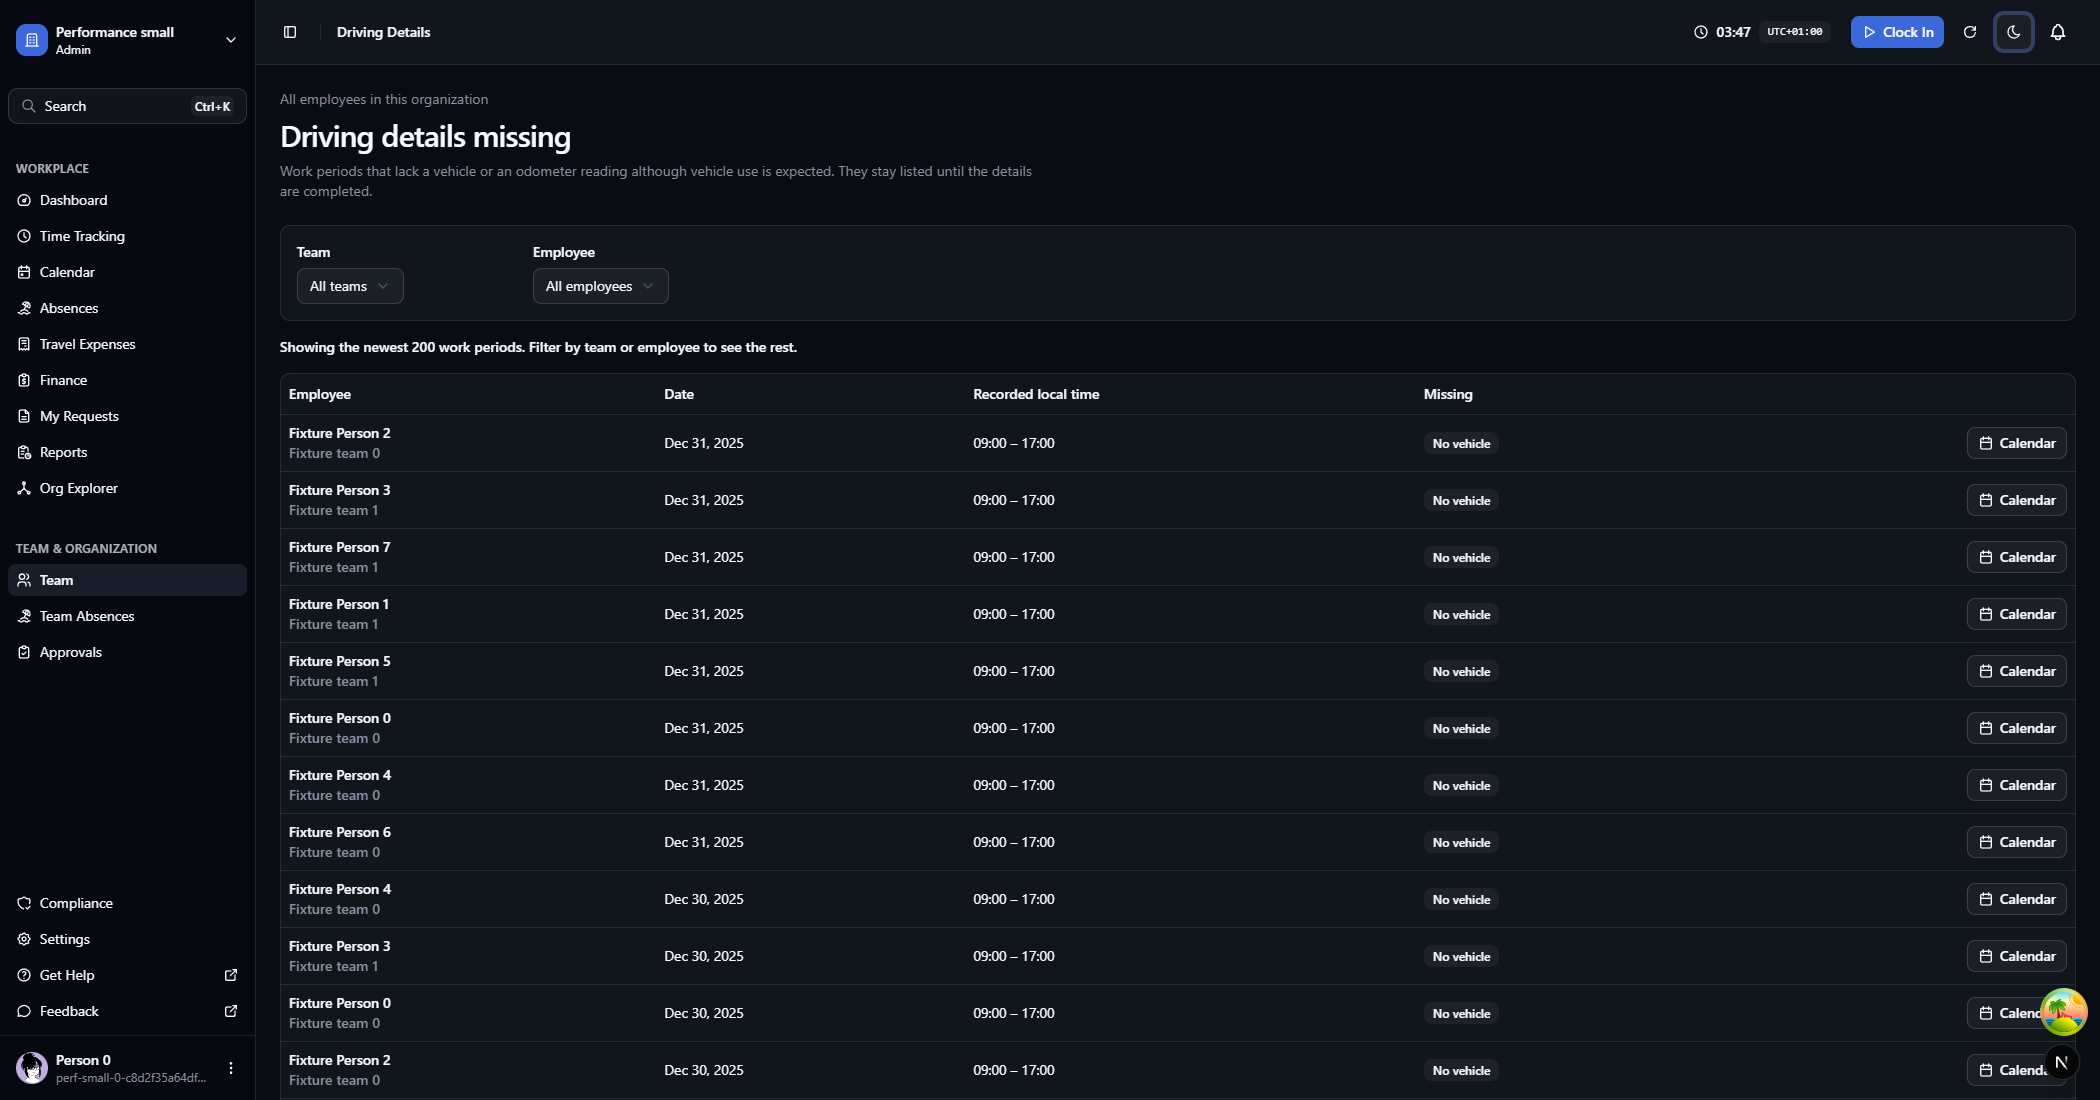 Performance small
Admin
Search
Ctrl+K
WORKPLACE
Dashboard
Time Tracking
Calendar
Absences
Travel Expenses
Finance
My Requests
Reports
Org Explorer
TEAM & ORGANIZATION
Team
Team Absences
Approvals
Compliance
Settings
Get Help
Feedback
Person 0
perf-small-0-c8d2f35a64df...
Driving Details
03:47
UTC+01:00
Clock In
All employees in this organization
Driving details missing
Work periods that lack a vehicle or an odometer reading although vehicle use is expected. They stay listed until the details
are completed.
Team
Employee
All teams
All employees
Showing the newest 200 work periods. Filter by team or employee to see the rest.
Employee Date Recorded local time Missing
Fixture Person 2
Fixture team 0
Dec 31, 2025 09:00 – 17:00 No vehicle Calendar
Fixture Person 3
Fixture team 1
Dec 31, 2025 09:00 – 17:00 No vehicle Calendar
Fixture Person 7
Fixture team 1
Dec 31, 2025 09:00 – 17:00 No vehicle Calendar
Fixture Person 1
Fixture team 1
Dec 31, 2025 09:00 – 17:00 No vehicle Calendar
Fixture Person 5
Fixture team 1
Dec 31, 2025 09:00 – 17:00 No vehicle Calendar
Fixture Person 0
Fixture team 0
Dec 31, 2025 09:00 – 17:00 No vehicle Calendar
Fixture Person 4
Fixture team 0
Dec 31, 2025 09:00 – 17:00 No vehicle Calendar
Fixture Person 6
Fixture team 0
Dec 31, 2025 09:00 – 17:00 No vehicle Calendar
Fixture Person 4
Fixture team 0
Dec 30, 2025 09:00 – 17:00 No vehicle Calendar
Fixture Person 3
Fixture team 1
Dec 30, 2025 09:00 – 17:00 No vehicle Calendar
Fixture Person 0
Fixture team 0
Dec 30, 2025 09:00 – 17:00 No vehicle Calend
Fixture Person 2
Fixture team 0
Dec 30, 2025 09:00 – 17:00 No vehicle Calend
N